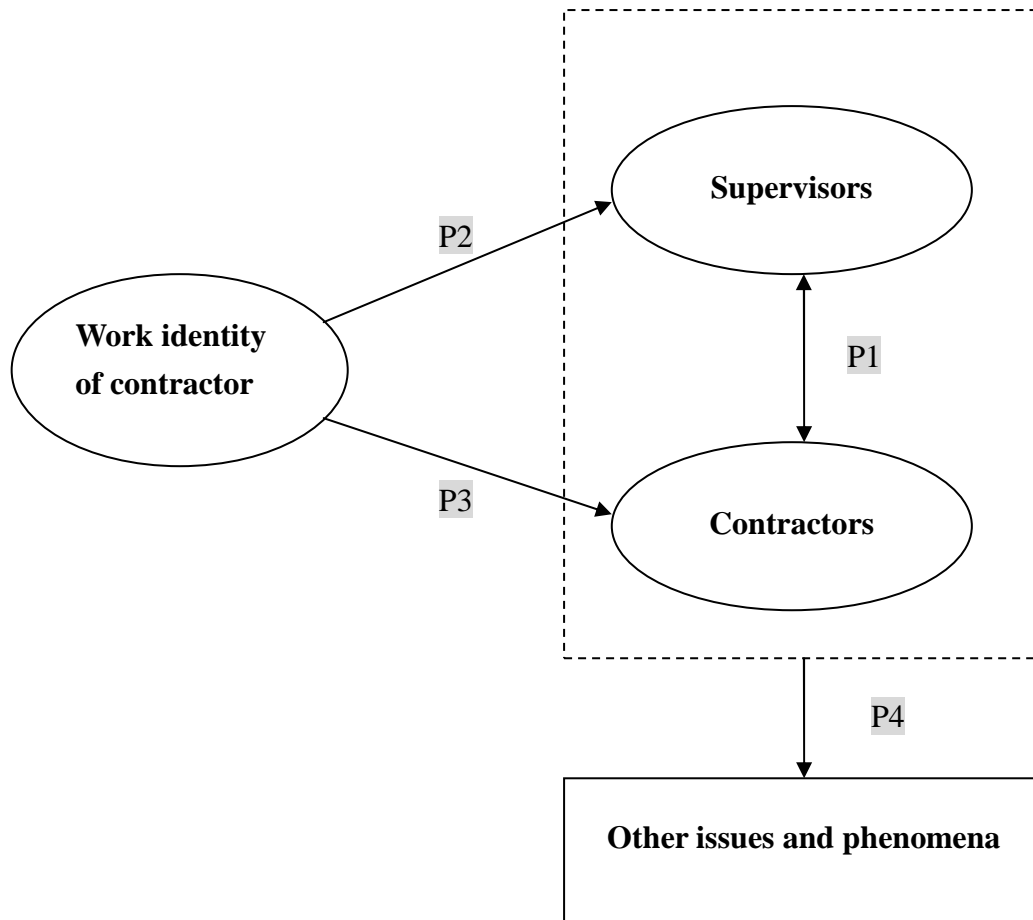 Supervisors
P2
Work identity
of contractor
P1
P3
Contractors
P4
Other issues and phenomena